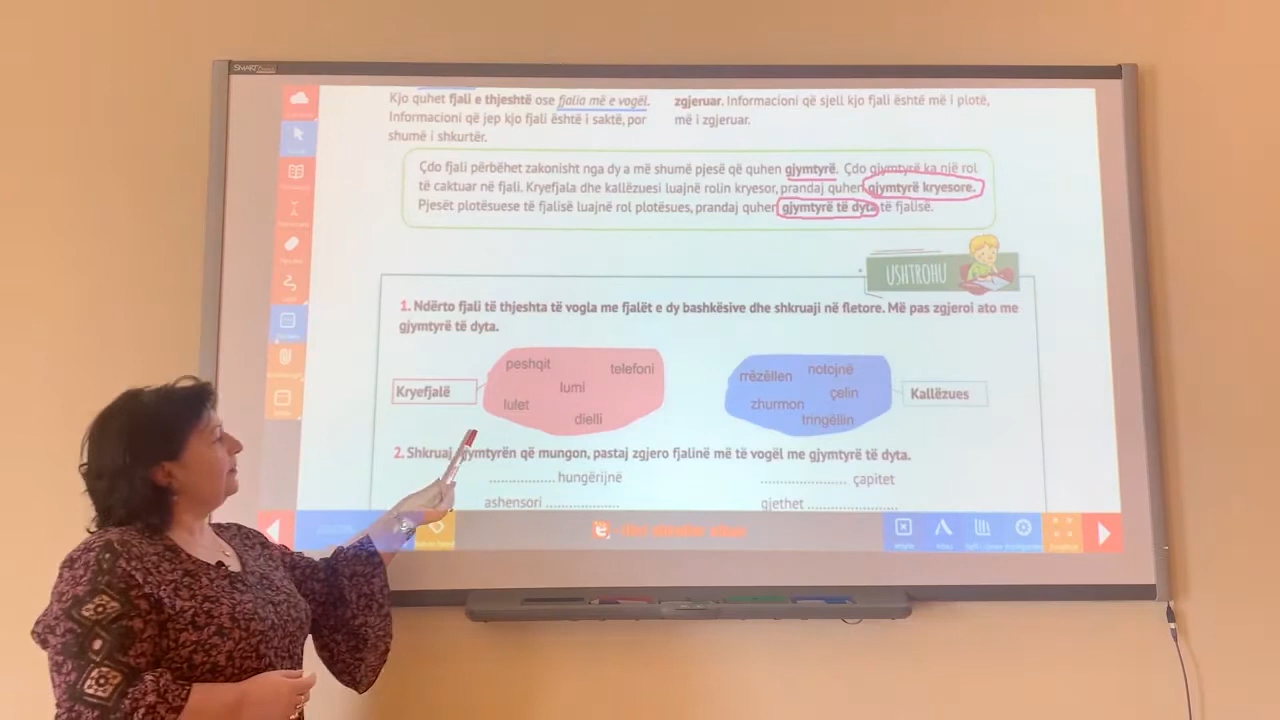 SMART
Kjo quhet fjali e thjeshtë ose fjalia më e vogël.
Informacioni që jep kjo fjali është i saktë, por
shumë i shkurtër.
zgjeruar. Informacioni që sjell kjo fjali është më i plotë,
më i zgjeruar.
Çdo fjali përbëhet zakonisht nga dy a më shumë pjesë që quhen gjymtyrë. Çdo gjymtyrë ka një rol
të caktuar në fjali. Kryefjala dhe kallëzuesi luajnë rolin kryesor, prandaj quhen gjymtyrë kryesore.
Pjesët plotësuese të fjalisë luajnë rol plotësues, prandaj quhen gjymtyrë të dyta të fjalisë.
USHTROHU
1. Ndërto fjali të thjeshta të vogla me fjalët e dy bashkësive dhe shkruaji në fletore. Më pas zgjeroi ato me
gjymtyrë të dyta.
Kryefjalë
peshqit
telefoni
lumi
lulet
dielli
rrëzëllen
notojnë
çelin
zhurmon
tringëllin
Kallëzues
2. Shkruaj gjymtyrën që mungon, pastaj zgjero fjalinë më të vogël me gjymtyrë të dyta.
................ hungërijnë
..................... çapitet
ashensori ..................
gjethet ......................